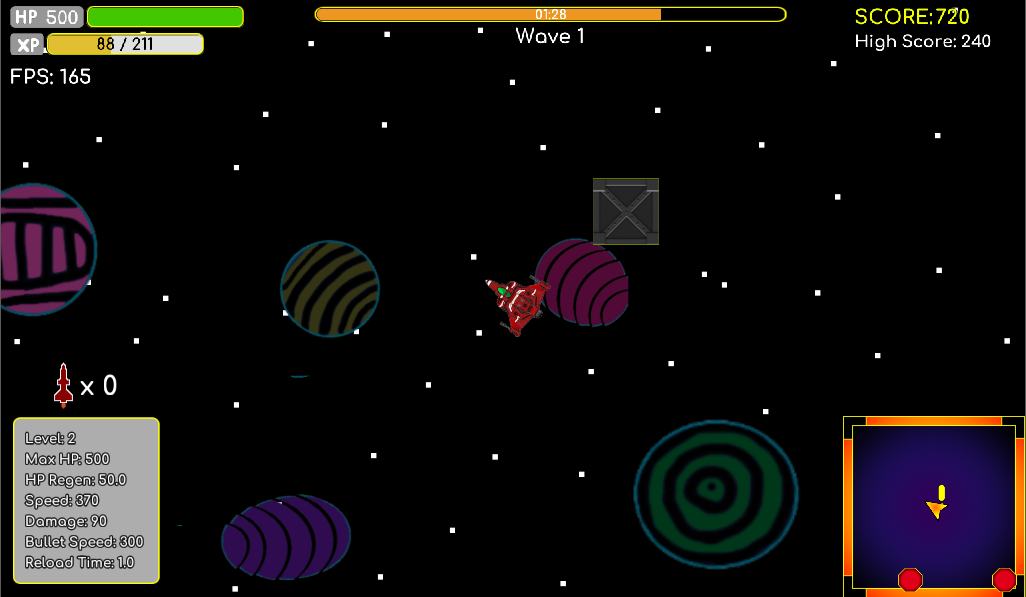 HP 500
01:28
SCORE:720
XP 88 / 211
Wave 1
High Score: 240
FPS: 165
x 0
Level: 2
Max HP: 500
HP Regen: 50.0
Speed: 370
Damage: 90
Bullet Speed: 300
Reload Time: 1.0